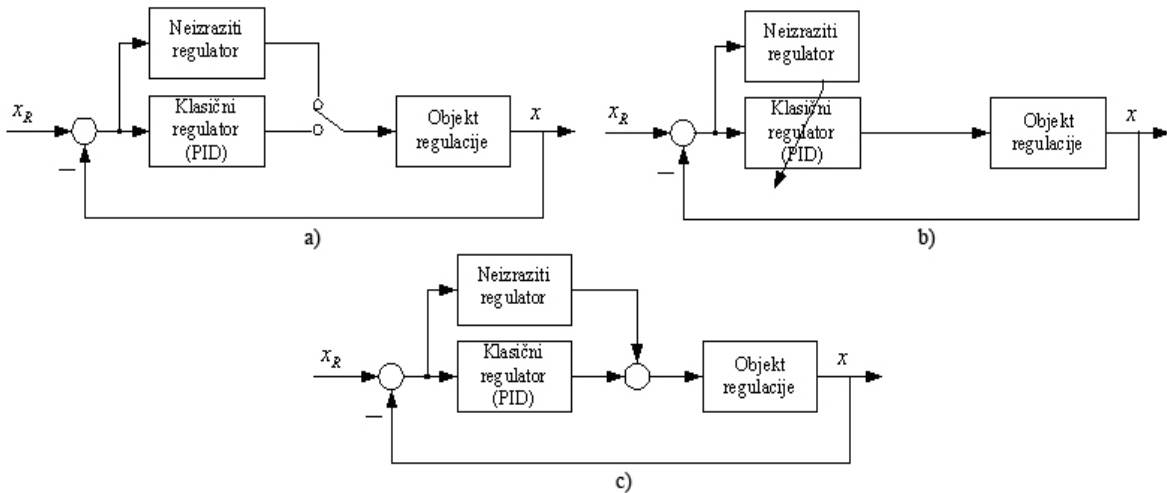 Neizraziti
regulator
x_R
Klasični
regulator
(PID)
Objekt
regulacije
x
−
a)
Neizraziti
regulator
x_R
Klasični
regulator
(PID)
Objekt
regulacije
x
−
b)
Neizraziti
regulator
x_R
Klasični
regulator
(PID)
Objekt
regulacije
x
−
c)